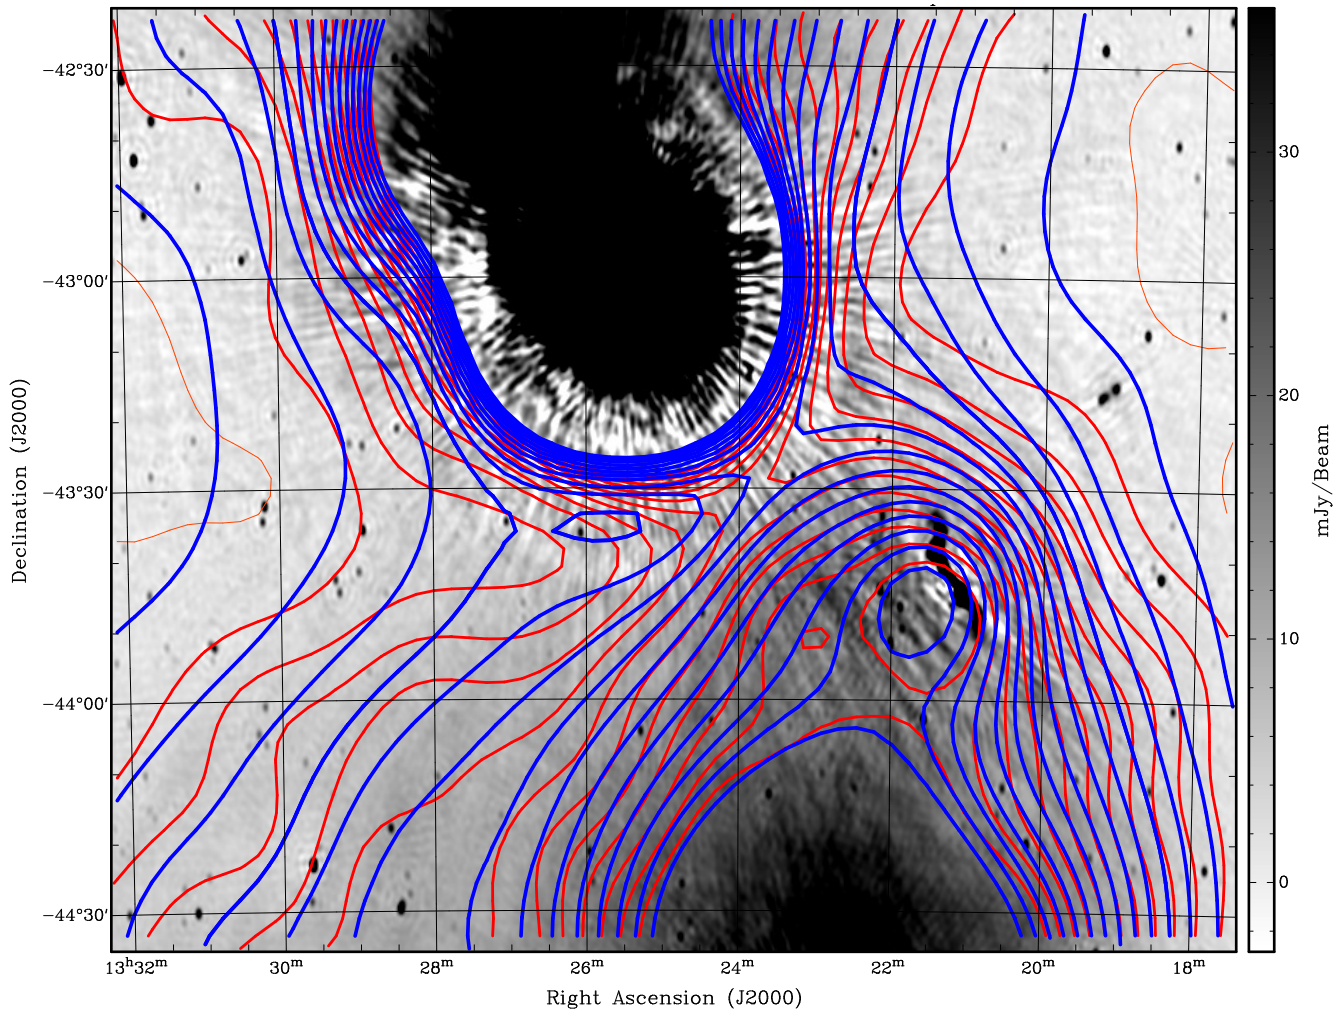 −42°30′
−43°00′
−43°30′
−44°00′
−44°30′
Declination (J2000)
13ʰ32ᵐ
30ᵐ
28ᵐ
26ᵐ
24ᵐ
22ᵐ
20ᵐ
18ᵐ
Right Ascension (J2000)
30
20
10
0
mJy/Beam